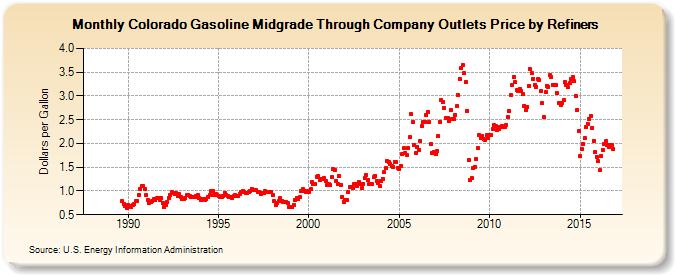 Monthly Colorado Gasoline Midgrade Through Company Outlets Price by Refiners
Dollars per Gallon
4.0
3.5
3.0
2.5
2.0
1.5
1.0
0.5
1990 1995 2000 2005 2010 2015
Source: U.S. Energy Information Administration